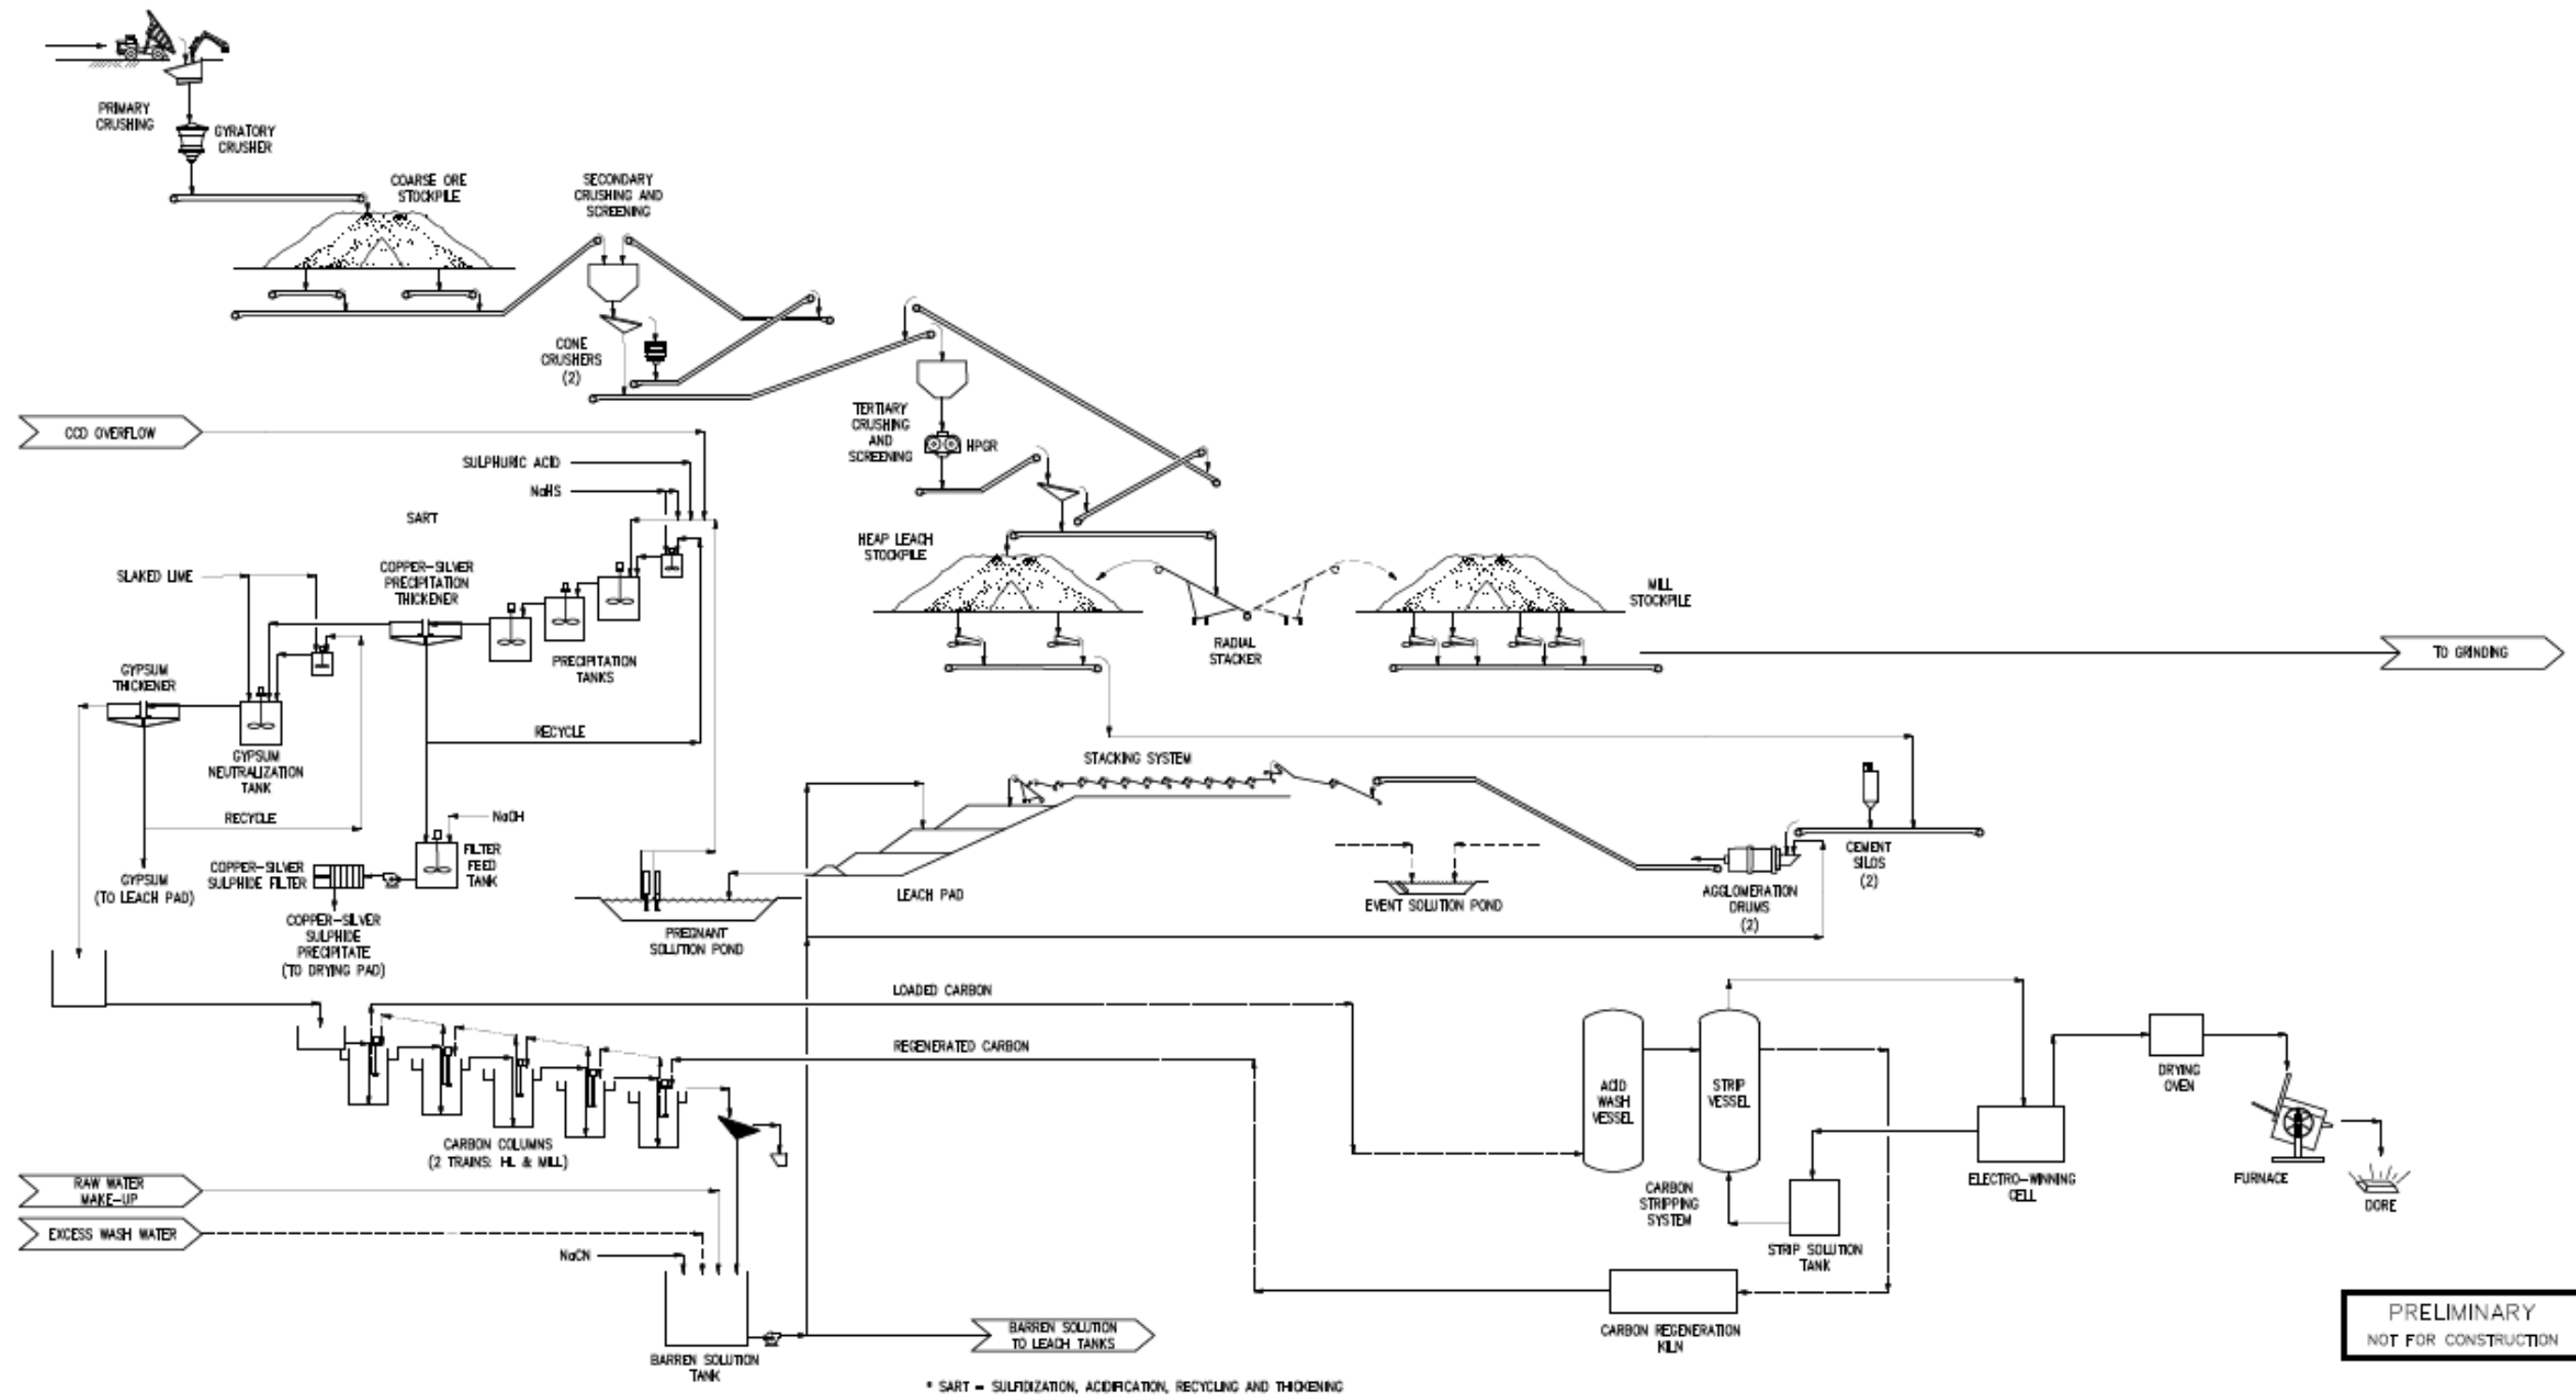 PRIMARY
CRUSHING
GYRATORY
CRUSHER
COARSE ORE
STOCKPILE
SECONDARY
CRUSHING AND
SCREENING
CONE
CRUSHERS
(2)
TERTIARY
CRUSHING
AND
SCREENING
HPGR
CCD OVERFLOW
SULPHURIC ACID
NaHS
SART
HEAP LEACH
STOCKPILE
SLAKED LIME
COPPER-SILVER
PRECIPITATION
THICKENER
MILL
STOCKPILE
RADIAL
STACKER
TO GRINDING
PRECIPITATION
TANKS
GYPSUM
THICKENER
RECYCLE
GYPSUM
NEUTRALIZATION
TANK
STACKING SYSTEM
RECYCLE
NaOH
FILTER
FEED
TANK
COPPER-SILVER
SULPHIDE FILTER
GYPSUM
(TO LEACH PAD)
COPPER-SILVER
SULPHIDE
PRECIPITATE
(TO DRYING PAD)
PREGNANT
SOLUTION POND
LEACH PAD
EVENT SOLUTION POND
AGGLOMERATION
DRUMS
(2)
CEMENT
SILOS
(2)
LOADED CARBON
REGENERATED CARBON
CARBON COLUMNS
(2 TRAINS: HL & MILL)
ACID
WASH
VESSEL
STRIP
VESSEL
DRYING
OVEN
CARBON
STRIPPING
SYSTEM
ELECTRO-WINNING
CELL
FURNACE
DORE
RAW WATER
MAKE-UP
EXCESS WASH WATER
NaCN
STRIP SOLUTION
TANK
BARREN SOLUTION
TANK
BARREN SOLUTION
TO LEACH TANKS
CARBON REGENERATION
KILN
PRELIMINARY
NOT FOR CONSTRUCTION
* SART = SULFIDIZATION, ACIDIFICATION, RECYCLING AND THICKENING